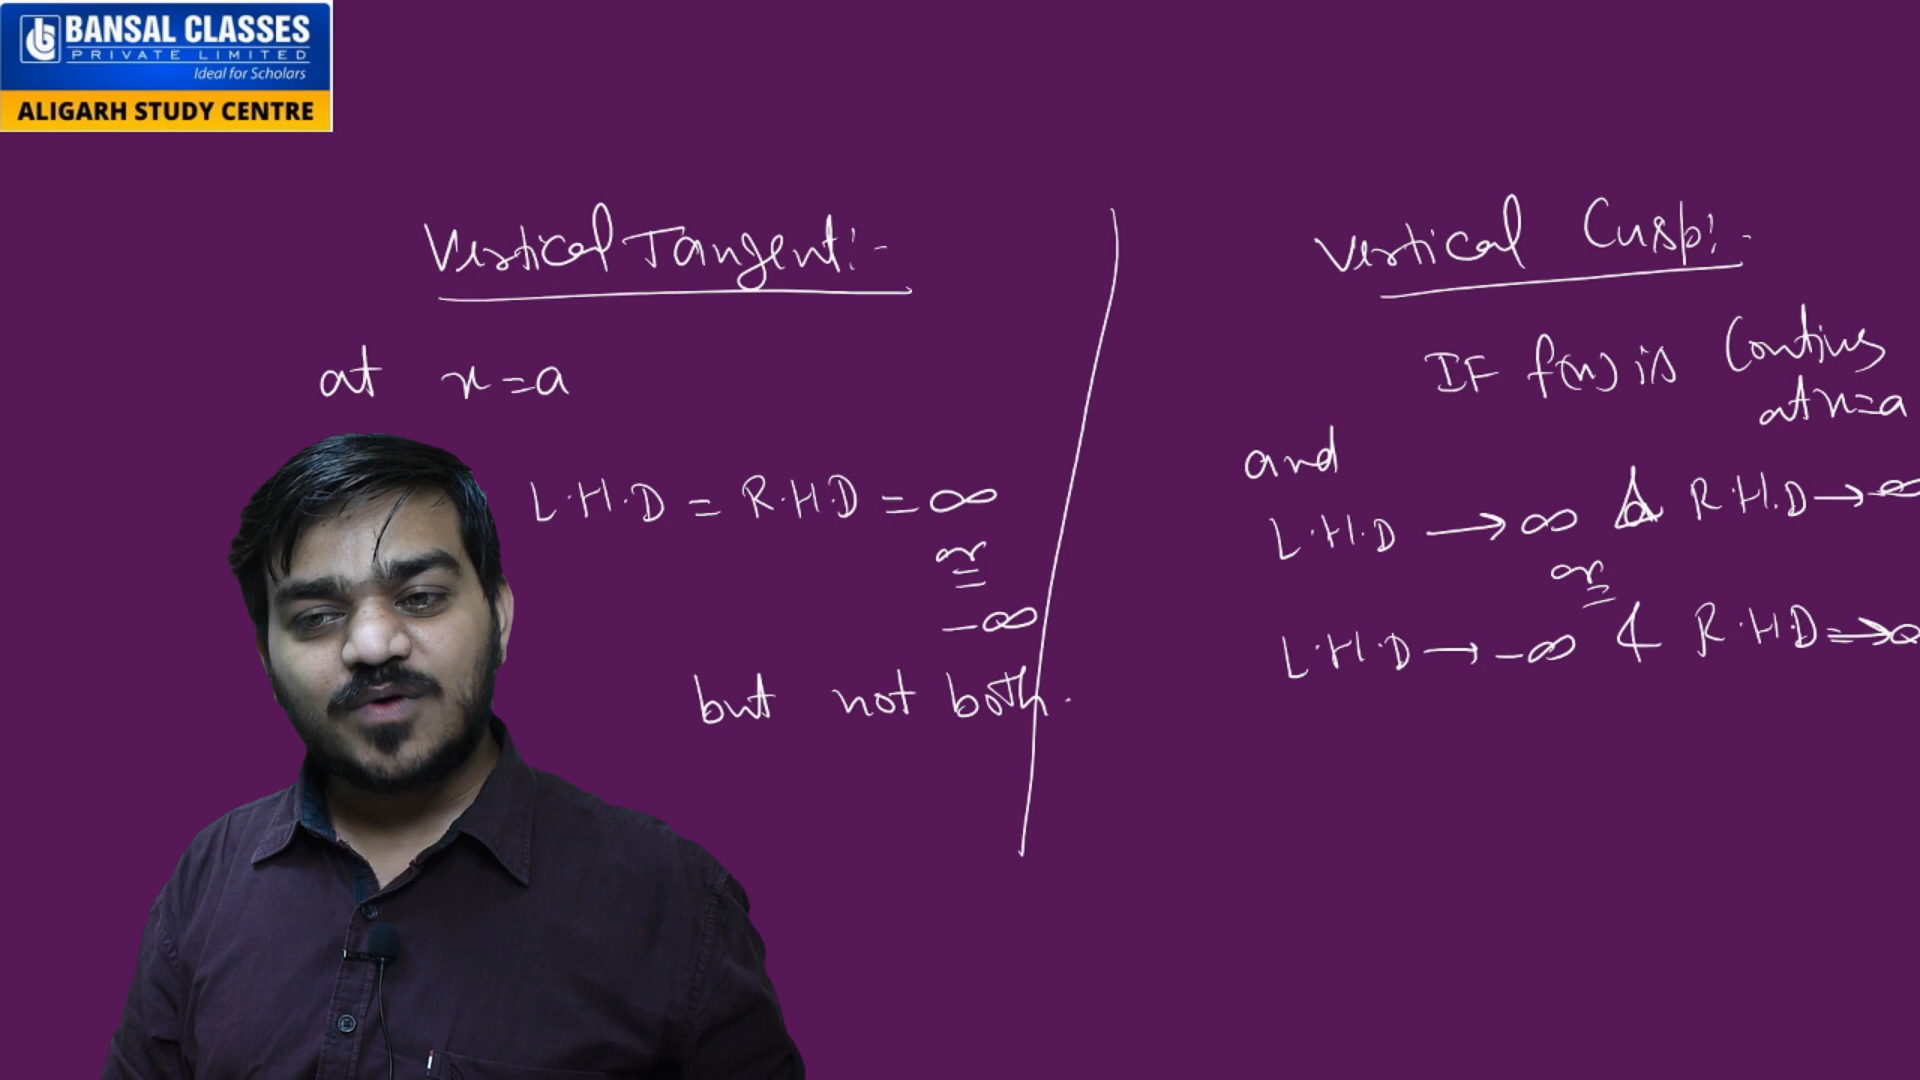 BANSAL CLASSES
PRIVATE LIMITED
Ideal for Scholars
ALIGARH STUDY CENTRE
Vertical Tangent:-
at x=a
L.H.D = R.H.D = ∞
or
-∞
but not both.
Vertical Cusp:-
IF f(x) is
at x=a
and
L.H.D → ∞ & R.H.D → -∞
or
L.H.D → -∞ & R.H.D → ∞